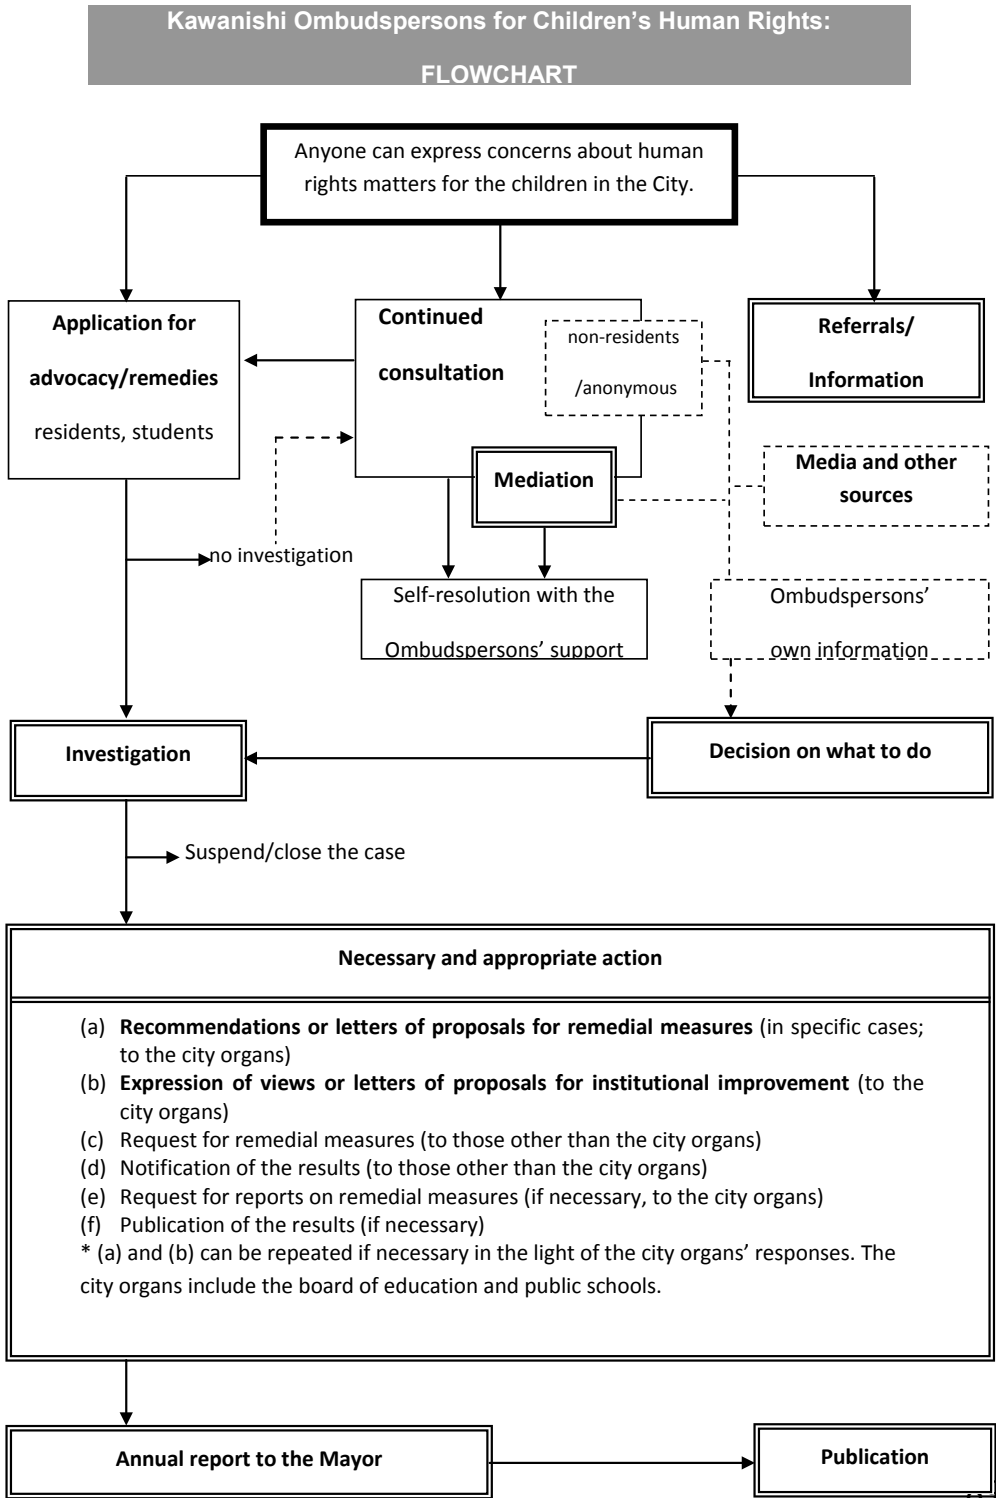 Kawanishi Ombudspersons for Children’s Human Rights:
FLOWCHART
Anyone can express concerns about human
rights matters for the children in the City.
Application for
advocacy/remedies
residents, students
Continued
consultation
non-residents
/anonymous
Referrals/
Information
Mediation
Media and other
sources
no investigation
Self-resolution with the
Ombudspersons’ support
Ombudspersons’
own information
Investigation
Decision on what to do
Suspend/close the case
Necessary and appropriate action
(a) Recommendations or letters of proposals for remedial measures (in specific cases;
to the city organs)
(b) Expression of views or letters of proposals for institutional improvement (to the
city organs)
(c) Request for remedial measures (to those other than the city organs)
(d) Notification of the results (to those other than the city organs)
(e) Request for reports on remedial measures (if necessary, to the city organs)
(f) Publication of the results (if necessary)
* (a) and (b) can be repeated if necessary in the light of the city organs’ responses. The
city organs include the board of education and public schools.
Annual report to the Mayor
Publication